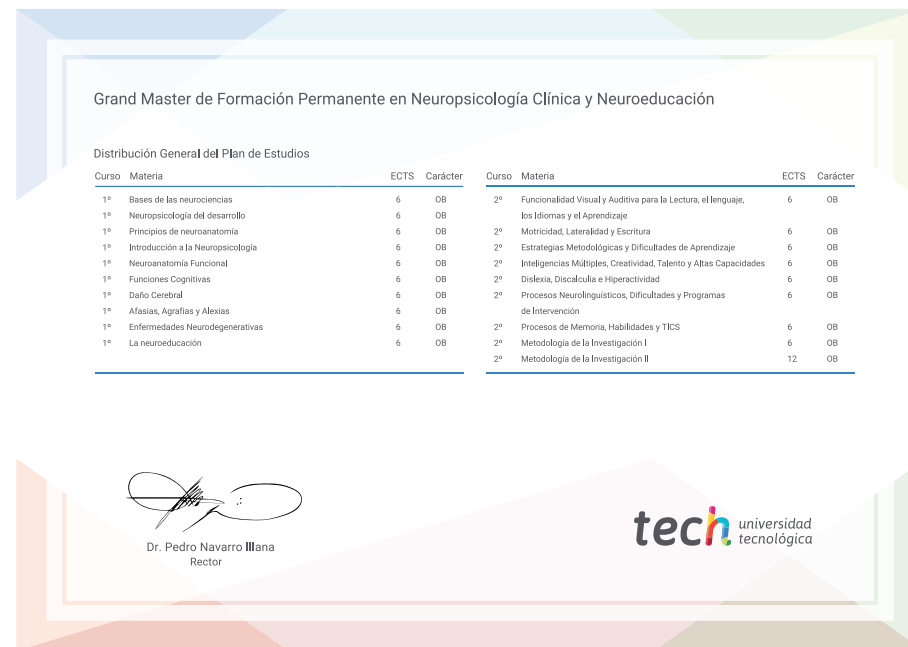 Grand Master de Formación Permanente en Neuropsicología Clínica y Neuroeducación
Distribución General del Plan de Estudios
Curso Materia ECTS Carácter
1º Bases de las neurociencias 6 OB
1º Neuropsicología del desarrollo 6 OB
1º Principios de neuroanatomía 6 OB
1º Introducción a la Neuropsicología 6 OB
1º Neuroanatomía Funcional 6 OB
1º Funciones Cognitivas 6 OB
1º Daño Cerebral 6 OB
1º Afasias, Agrafias y Alexias 6 OB
1º Enfermedades Neurodegenerativas 6 OB
1º La neuroeducación 6 OB
Curso Materia ECTS Carácter
2º Funcionalidad Visual y Auditiva para la Lectura, el lenguaje, 6 OB
los Idiomas y el Aprendizaje
2º Motricidad, Lateralidad y Escritura 6 OB
2º Estrategias Metodológicas y Dificultades de Aprendizaje 6 OB
2º Inteligencias Múltiples, Creatividad, Talento y Altas Capacidades 6 OB
2º Dislexia, Discalculia e Hiperactividad 6 OB
2º Procesos Neurolinguísticos, Dificultades y Programas 6 OB
de Intervención
2º Procesos de Memoria, Habilidades y TICS 6 OB
2º Metodología de la Investigación I 6 OB
2º Metodología de la Investigación II 12 OB
Dr. Pedro Navarro Illana
Rector
tech universidad
tecnológica